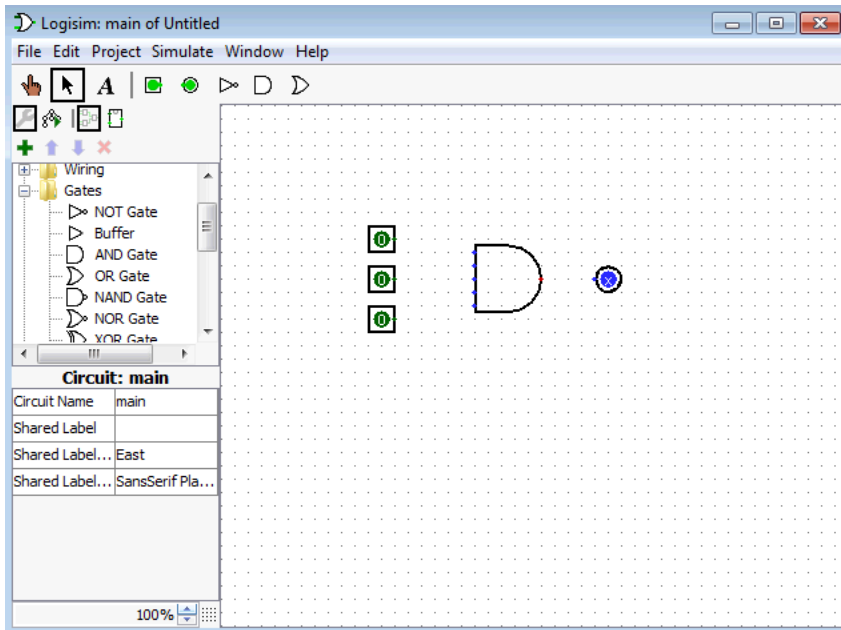 Logisim: main of Untitled
File Edit Project Simulate Window Help
A
Wiring
Gates
NOT Gate
Buffer
AND Gate
OR Gate
NAND Gate
NOR Gate
XOR Gate
Circuit: main
Circuit Name main
Shared Label
Shared Label... East
Shared Label... SansSerif Pla...
100%
0
0
x
0